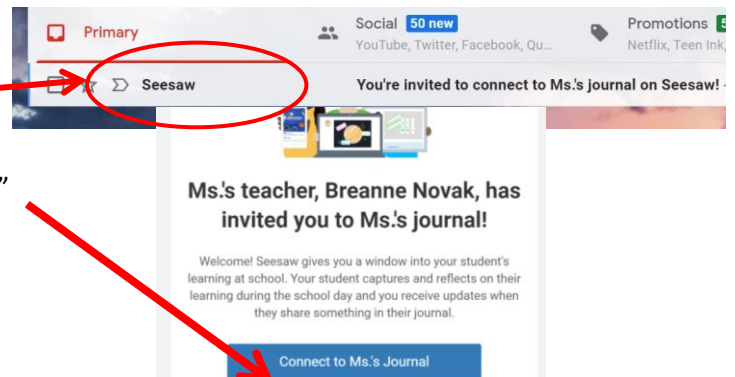 Primary
Social 50 new
YouTube, Twitter, Facebook, Qu...
Promotions
Netflix, Teen Ink,
Seesaw
You're invited to connect to Ms.'s journal on Seesaw! -
”
Ms.'s teacher, Breanne Novak, has
invited you to Ms.'s journal!
Welcome! Seesaw gives you a window into your student's
learning at school. Your student captures and reflects on their
learning during the school day and you receive updates when
they share something in their journal.
Connect to Ms.'s Journal